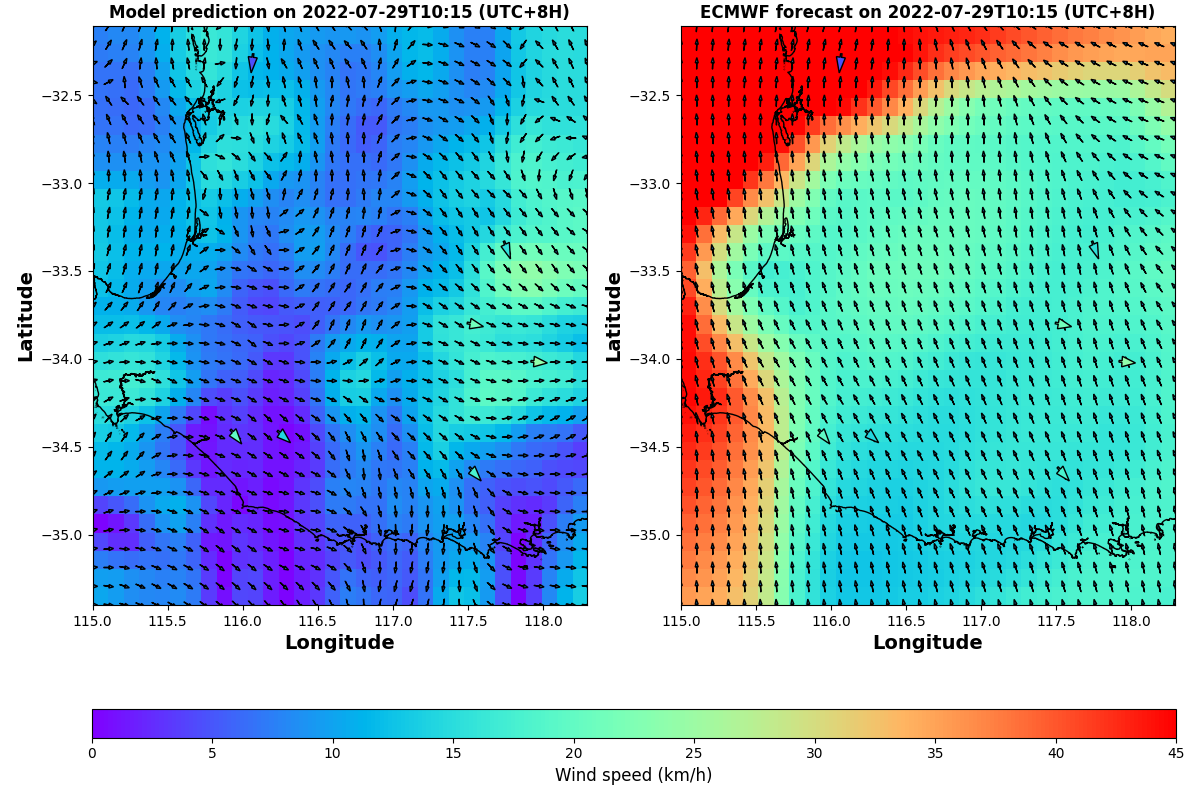 Model prediction on 2022-07-29T10:15 (UTC+8H)
ECMWF forecast on 2022-07-29T10:15 (UTC+8H)
Latitude
−32.5
−33.0
−33.5
−34.0
−34.5
−35.0
115.0 115.5 116.0 116.5 117.0 117.5 118.0
Longitude
Latitude
−32.5
−33.0
−33.5
−34.0
−34.5
−35.0
115.0 115.5 116.0 116.5 117.0 117.5 118.0
Longitude
0 5 10 15 20 25 30 35 40 45
Wind speed (km/h)